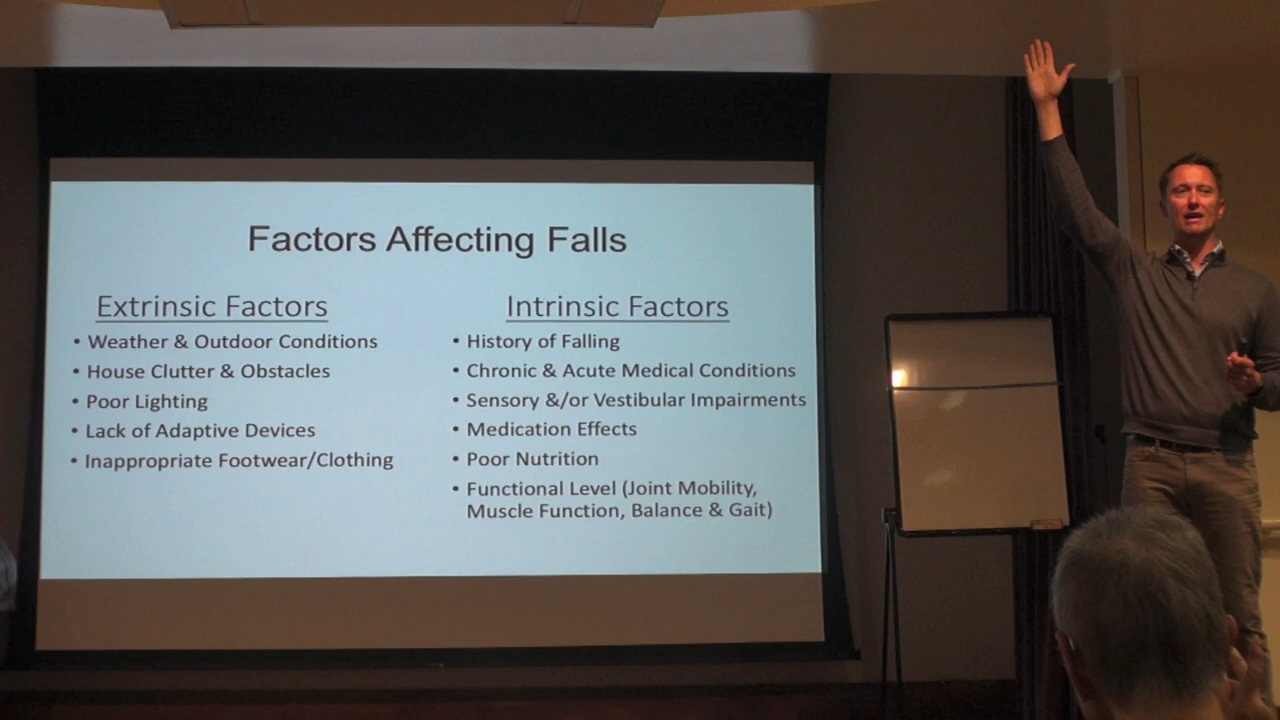 Factors Affecting Falls
Extrinsic Factors
• Weather & Outdoor Conditions
• House Clutter & Obstacles
• Poor Lighting
• Lack of Adaptive Devices
• Inappropriate Footwear/Clothing
Intrinsic Factors
• History of Falling
• Chronic & Acute Medical Conditions
• Sensory &/or Vestibular Impairments
• Medication Effects
• Poor Nutrition
• Functional Level (Joint Mobility,
Muscle Function, Balance & Gait)